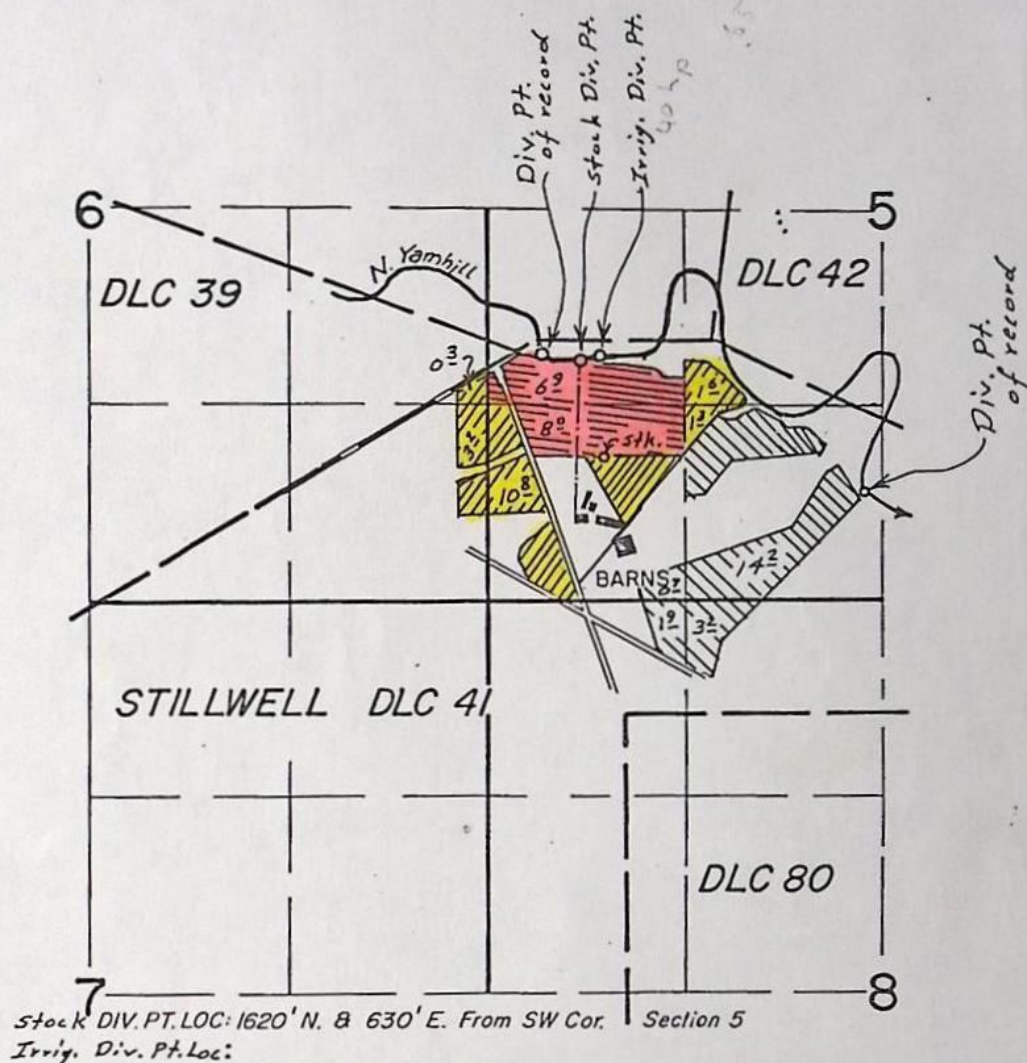 Div. Pt.
of record
Stock Div. Pt.
Irrig. Div. Pt.
40 hp
6
5
N. Yamhill
DLC 39
DLC 42
Div. Pt.
of record
0 3
6 9
1 6
8 0
1 3
stk.
3 2
10 8
14 2
BARNS
1 9
3 2
STILLWELL DLC 41
DLC 80
7
8
Stock DIV. PT. LOC: 1620' N. & 630' E. From SW Cor. Section 5
Irrig. Div. Pt. Loc: